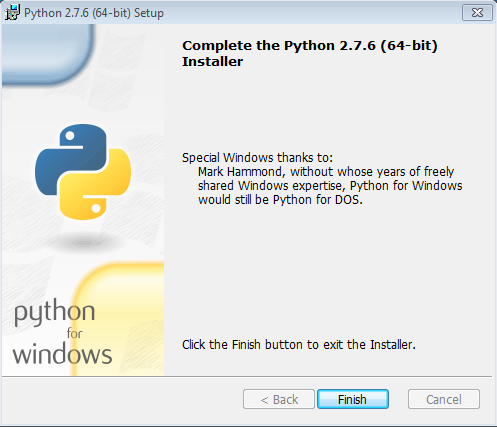 Python 2.7.6 (64-bit) Setup
Complete the Python 2.7.6 (64-bit)
Installer
Special Windows thanks to:
Mark Hammond, without whose years of freely
shared Windows expertise, Python for Windows
would still be Python for DOS.
python
for
windows
Click the Finish button to exit the Installer.
< Back
Finish
Cancel